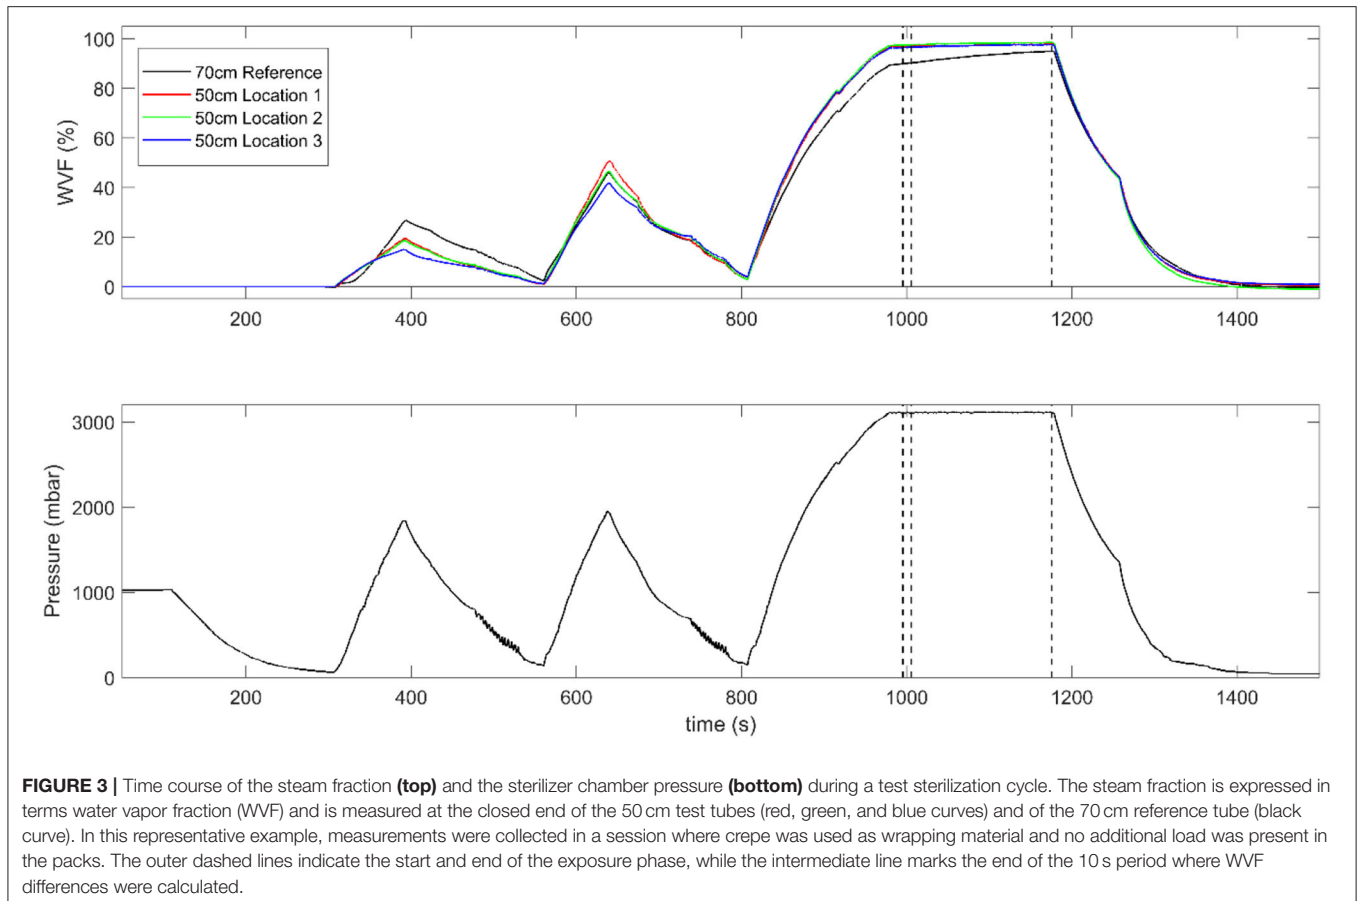 100
80
60
40
20
0
WVF (%)
70cm Reference
50cm Location 1
50cm Location 2
50cm Location 3
200 400 600 800 1000 1200 1400
3000
2000
1000
0
Pressure (mbar)
200 400 600 800 1000 1200 1400
time (s)
FIGURE 3 | Time course of the steam fraction (top) and the sterilizer chamber pressure (bottom) during a test sterilization cycle. The steam fraction is expressed in
terms water vapor fraction (WVF) and is measured at the closed end of the 50 cm test tubes (red, green, and blue curves) and of the 70 cm reference tube (black
curve). In this representative example, measurements were collected in a session where crepe was used as wrapping material and no additional load was present in
the packs. The outer dashed lines indicate the start and end of the exposure phase, while the intermediate line marks the end of the 10 s period where WVF
differences were calculated.